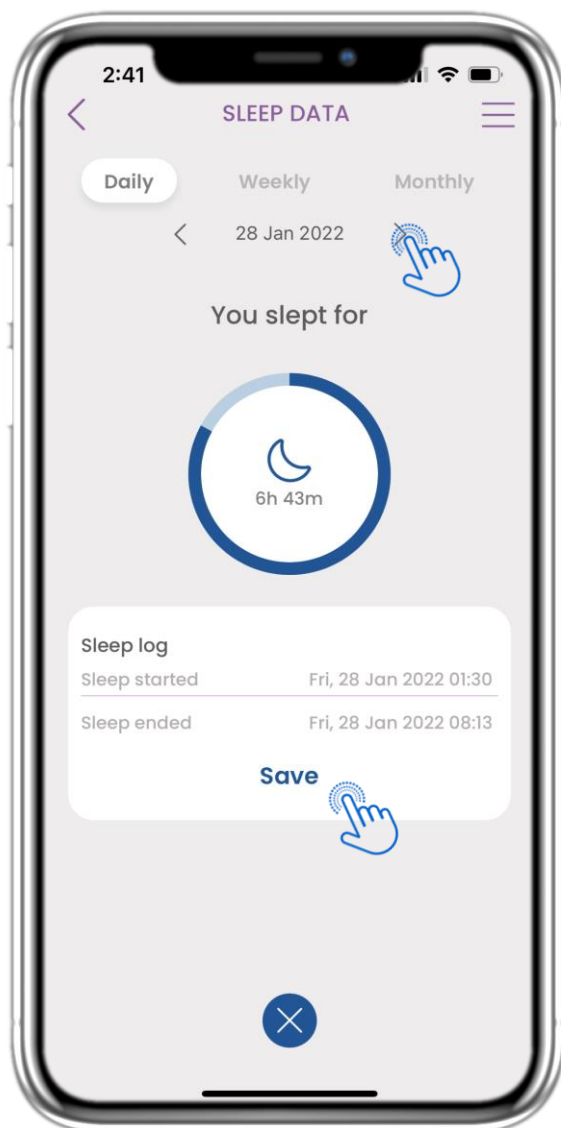 2:41
SLEEP DATA
Daily Weekly Monthly
28 Jan 2022
You slept for
6h 43m
Sleep log
Sleep started Fri, 28 Jan 2022 01:30
Sleep ended Fri, 28 Jan 2022 08:13
Save